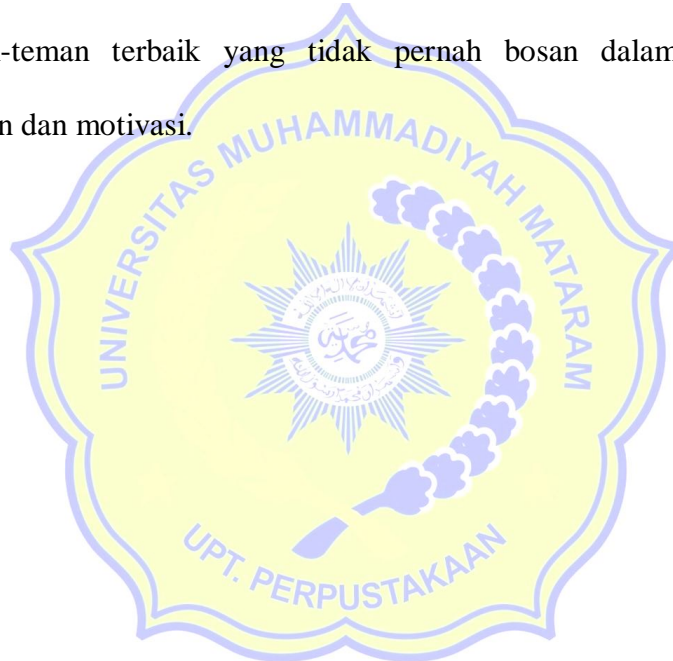 -teman terbaik yang tidak pernah bosan dalam
n dan motivasi.
UNIVERSITAS MUHAMMADIYAH MATARAM
UPT. PERPUSTAKAAN